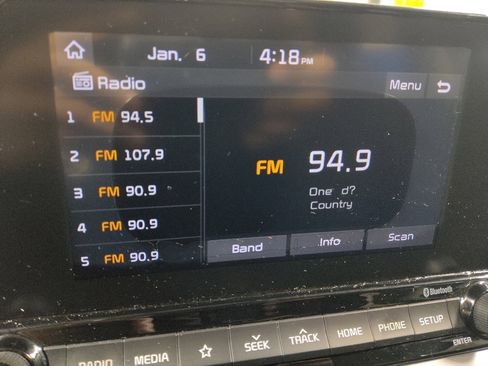 Jan. 6 4:18 PM
Radio Menu
1 FM 94.5
2 FM 107.9
3 FM 90.9
4 FM 90.9
5 FM 90.9
FM 94.9
One d?
Country
Band Info Scan
Bluetooth
RADIO MEDIA SEEK TRACK HOME PHONE SETUP
ENTER